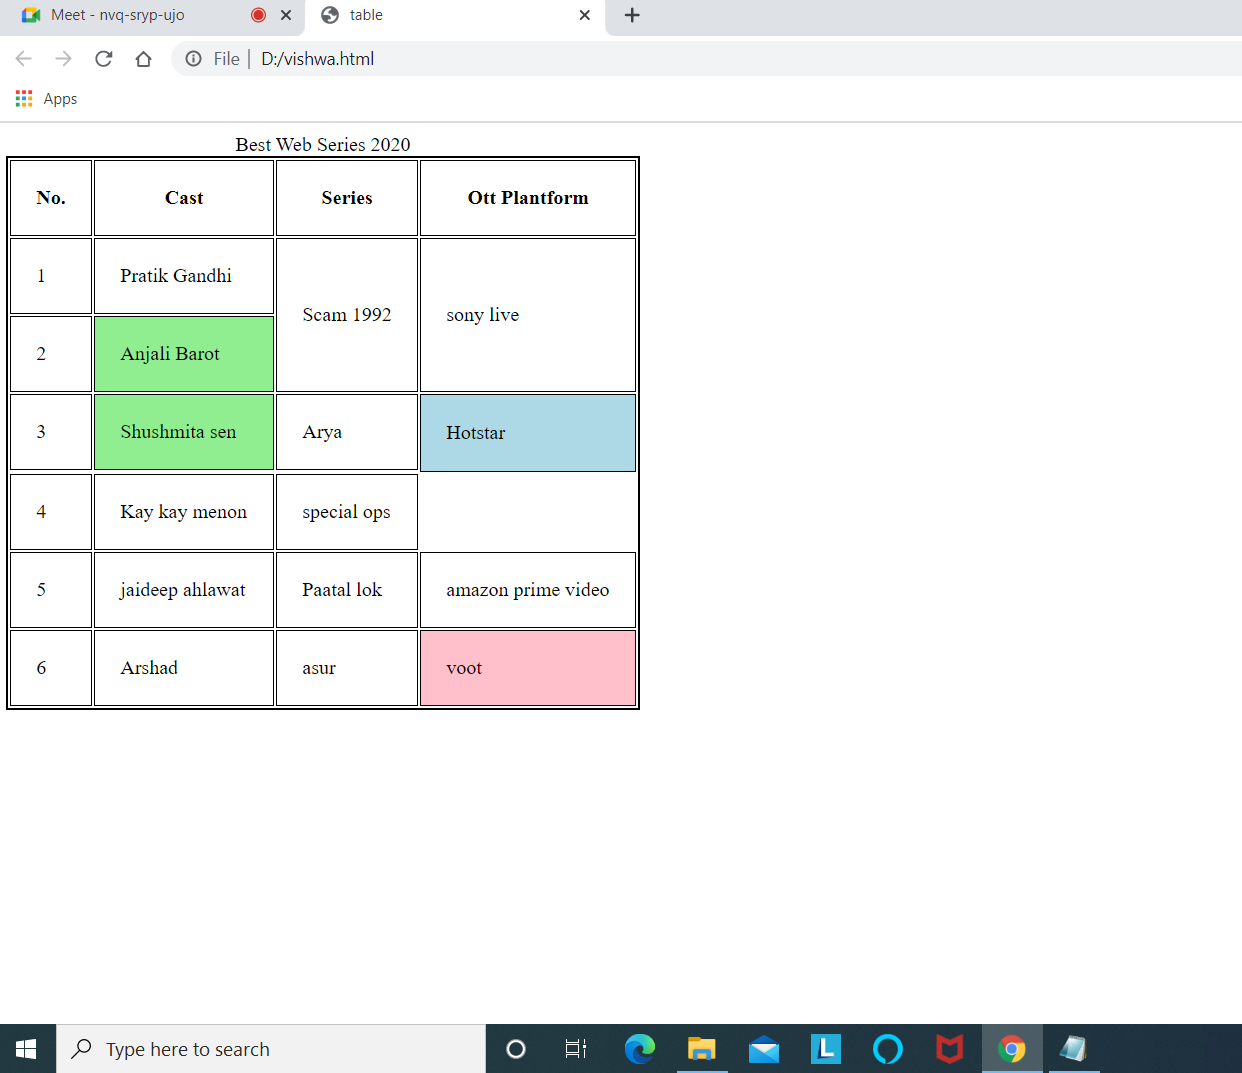 Meet - nvq-sryp-ujo
table
File
D:/vishwa.html
Apps
Best Web Series 2020
No. Cast Series Ott Plantform
1 Pratik Gandhi Scam 1992 sony live
2 Anjali Barot
3 Shushmita sen Arya Hotstar
4 Kay kay menon special ops
5 jaideep ahlawat Paatal lok amazon prime video
6 Arshad asur voot
Type here to search
L